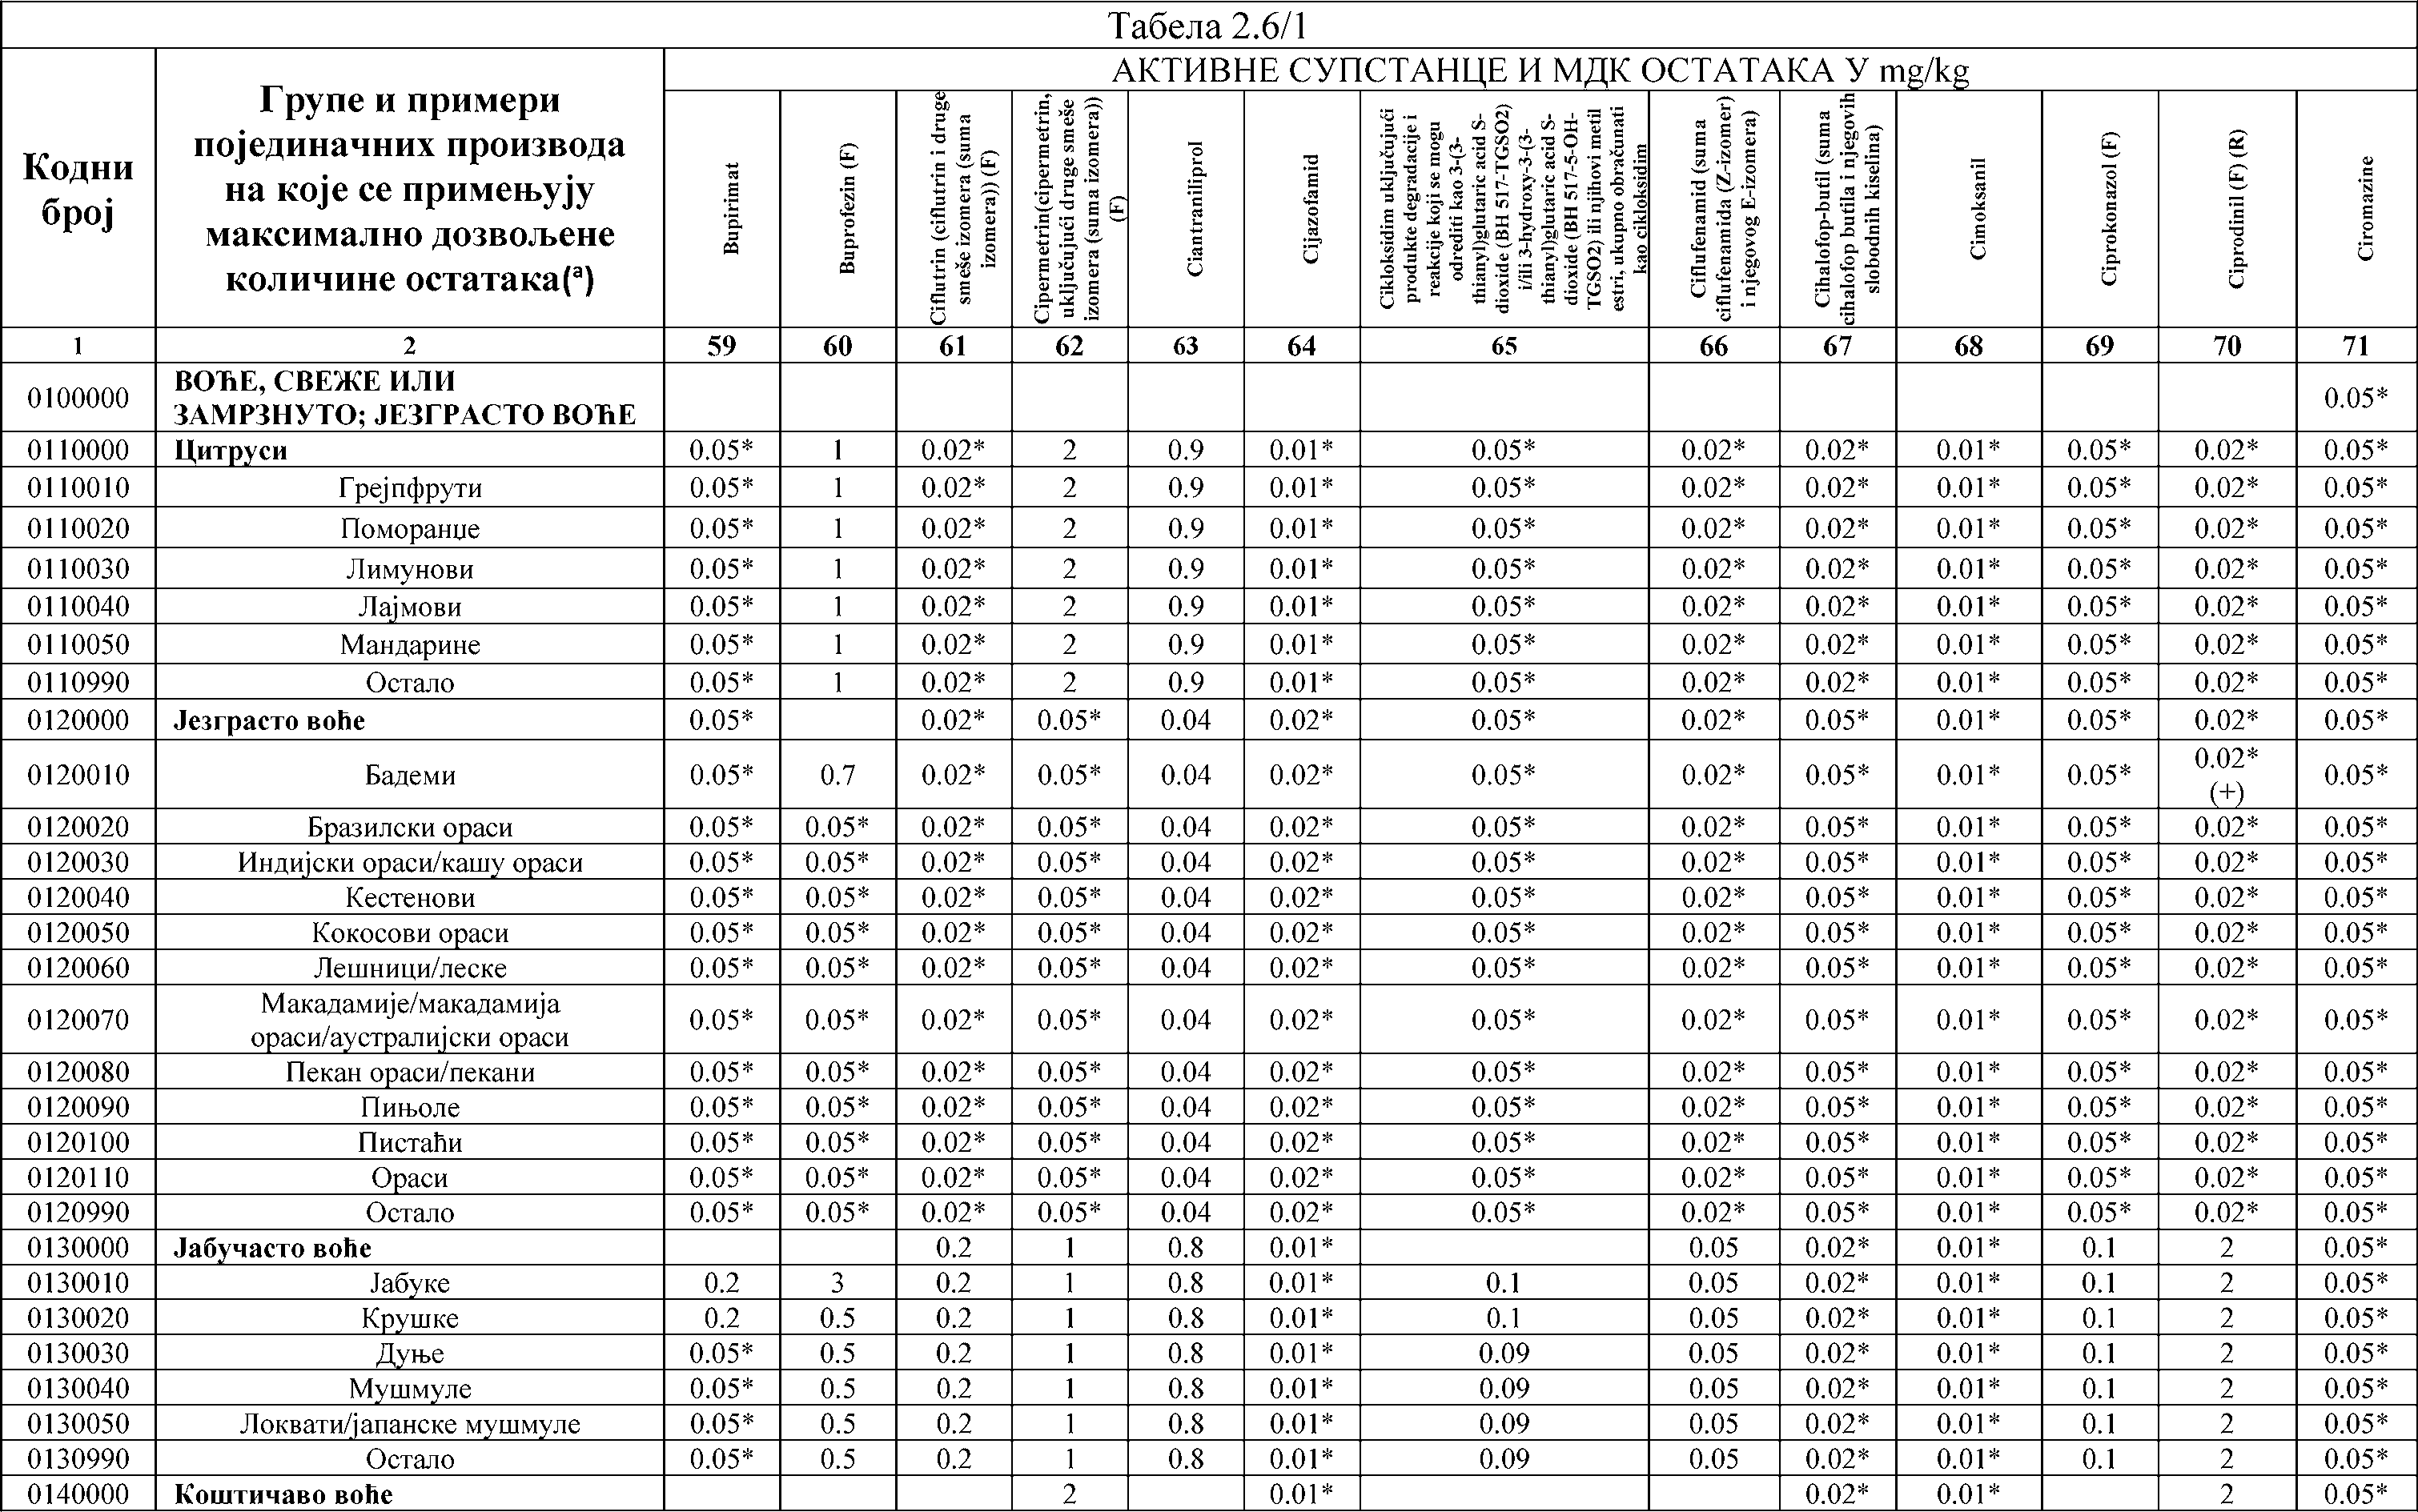 Табела 2.6/1
АКТИВНЕ СУПСТАНЦЕ И МДК ОСТАТАКА У mg/kg
Кодни
број
Групе и примери
појединачних производа
на које се примењују
максимално дозвољене
количине остатака(ᵃ)
Bupirimat
Buprofezin (F)
Ciflutrin (ciflutrin i druge
smeše izomera (suma
izomera)) (F)
Cipermetrin(cipermetrin,
uključujući druge smeše
izomera (suma izomera))
(F)
Ciantraniliprol
Cijazofamid
Cikloksidim uključujući
produkte degradacije i
reakcije koji se mogu
odrediti kao 3-(3-
thianyl)glutaric acid S-
dioxide (BH 517-TGSO2)
i/ili 3-hydroxy-3-(3-
thianyl)glutaric acid S-
dioxide (BH 517-5-OH-
TGSO2) ili njihovi metil
estri, ukupno obračunati
kao cikloksidim
Ciflufenamid (suma
ciflufenamida (Z-izomer)
i njegovog E-izomera)
Cihalofop-butil (suma
cihalofop butila i njegovih
slobodnih kiselina)
Cimoksanil
Ciprokonazol (F)
Ciprodinil (F) (R)
Ciromazine
1 2 59 60 61 62 63 64 65 66 67 68 69 70 71
0100000 ВОЋЕ, СВЕЖЕ ИЛИ
ЗАМРЗНУТО; ЈЕЗГРАСТО ВОЋЕ 0.05*
0110000 Цитруси 0.05* 1 0.02* 2 0.9 0.01* 0.05* 0.02* 0.02* 0.01* 0.05* 0.02* 0.05*
0110010 Грејпфрути 0.05* 1 0.02* 2 0.9 0.01* 0.05* 0.02* 0.02* 0.01* 0.05* 0.02* 0.05*
0110020 Поморанџе 0.05* 1 0.02* 2 0.9 0.01* 0.05* 0.02* 0.02* 0.01* 0.05* 0.02* 0.05*
0110030 Лимунови 0.05* 1 0.02* 2 0.9 0.01* 0.05* 0.02* 0.02* 0.01* 0.05* 0.02* 0.05*
0110040 Лајмови 0.05* 1 0.02* 2 0.9 0.01* 0.05* 0.02* 0.02* 0.01* 0.05* 0.02* 0.05*
0110050 Мандарине 0.05* 1 0.02* 2 0.9 0.01* 0.05* 0.02* 0.02* 0.01* 0.05* 0.02* 0.05*
0110990 Остало 0.05* 1 0.02* 2 0.9 0.01* 0.05* 0.02* 0.02* 0.01* 0.05* 0.02* 0.05*
0120000 Језграсто воће 0.05* 0.02* 0.05* 0.04 0.02* 0.05* 0.02* 0.05* 0.01* 0.05* 0.02* 0.05*
0120010 Бадеми 0.05* 0.7 0.02* 0.05* 0.04 0.02* 0.05* 0.02* 0.05* 0.01* 0.05* 0.02*
(+) 0.05*
0120020 Бразилски ораси 0.05* 0.05* 0.02* 0.05* 0.04 0.02* 0.05* 0.02* 0.05* 0.01* 0.05* 0.02* 0.05*
0120030 Индијски ораси/кашу ораси 0.05* 0.05* 0.02* 0.05* 0.04 0.02* 0.05* 0.02* 0.05* 0.01* 0.05* 0.02* 0.05*
0120040 Кестенови 0.05* 0.05* 0.02* 0.05* 0.04 0.02* 0.05* 0.02* 0.05* 0.01* 0.05* 0.02* 0.05*
0120050 Кокосови ораси 0.05* 0.05* 0.02* 0.05* 0.04 0.02* 0.05* 0.02* 0.05* 0.01* 0.05* 0.02* 0.05*
0120060 Лешници/леске 0.05* 0.05* 0.02* 0.05* 0.04 0.02* 0.05* 0.02* 0.05* 0.01* 0.05* 0.02* 0.05*
0120070 Макадамије/макадамија
ораси/аустралијски ораси 0.05* 0.05* 0.02* 0.05* 0.04 0.02* 0.05* 0.02* 0.05* 0.01* 0.05* 0.02* 0.05*
0120080 Пекан ораси/пекани 0.05* 0.05* 0.02* 0.05* 0.04 0.02* 0.05* 0.02* 0.05* 0.01* 0.05* 0.02* 0.05*
0120090 Пињоле 0.05* 0.05* 0.02* 0.05* 0.04 0.02* 0.05* 0.02* 0.05* 0.01* 0.05* 0.02* 0.05*
0120100 Пистаћи 0.05* 0.05* 0.02* 0.05* 0.04 0.02* 0.05* 0.02* 0.05* 0.01* 0.05* 0.02* 0.05*
0120110 Ораси 0.05* 0.05* 0.02* 0.05* 0.04 0.02* 0.05* 0.02* 0.05* 0.01* 0.05* 0.02* 0.05*
0120990 Остало 0.05* 0.05* 0.02* 0.05* 0.04 0.02* 0.05* 0.02* 0.05* 0.01* 0.05* 0.02* 0.05*
0130000 Јабучасто воће 0.2 1 0.8 0.01* 0.05 0.02* 0.01* 0.1 2 0.05*
0130010 Јабуке 0.2 3 0.2 1 0.8 0.01* 0.1 0.05 0.02* 0.01* 0.1 2 0.05*
0130020 Крушке 0.2 0.5 0.2 1 0.8 0.01* 0.1 0.05 0.02* 0.01* 0.1 2 0.05*
0130030 Дуње 0.05* 0.5 0.2 1 0.8 0.01* 0.09 0.05 0.02* 0.01* 0.1 2 0.05*
0130040 Мушмуле 0.05* 0.5 0.2 1 0.8 0.01* 0.09 0.05 0.02* 0.01* 0.1 2 0.05*
0130050 Локвати/јапанске мушмуле 0.05* 0.5 0.2 1 0.8 0.01* 0.09 0.05 0.02* 0.01* 0.1 2 0.05*
0130990 Остало 0.05* 0.5 0.2 1 0.8 0.01* 0.09 0.05 0.02* 0.01* 0.1 2 0.05*
0140000 Коштичаво воће 2 0.01* 0.02* 0.01* 2 0.05*